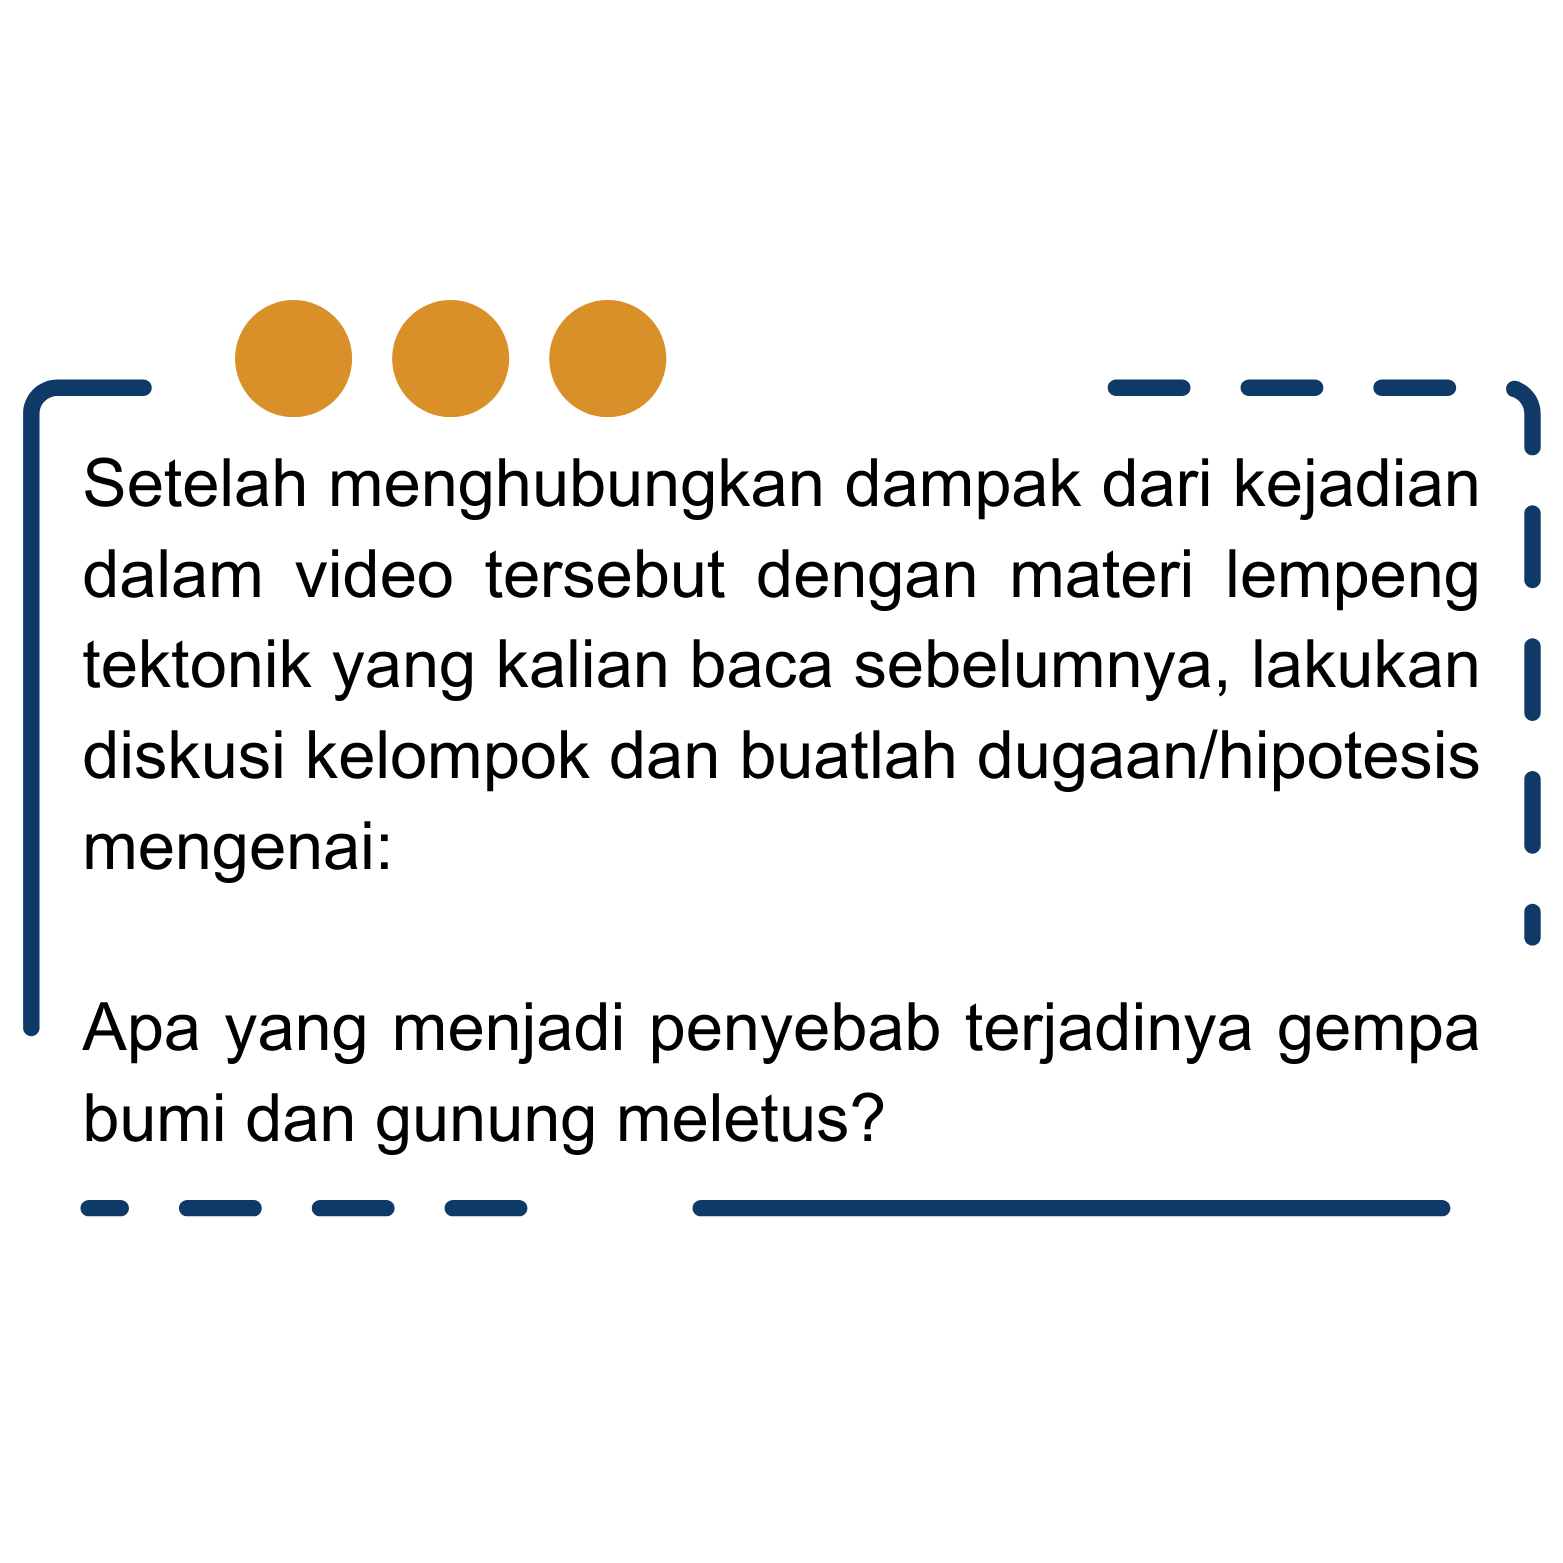 Setelah menghubungkan dampak dari kejadian
dalam video tersebut dengan materi lempeng
tektonik yang kalian baca sebelumnya, lakukan
diskusi kelompok dan buatlah dugaan/hipotesis
mengenai:
Apa yang menjadi penyebab terjadinya gempa
bumi dan gunung meletus?